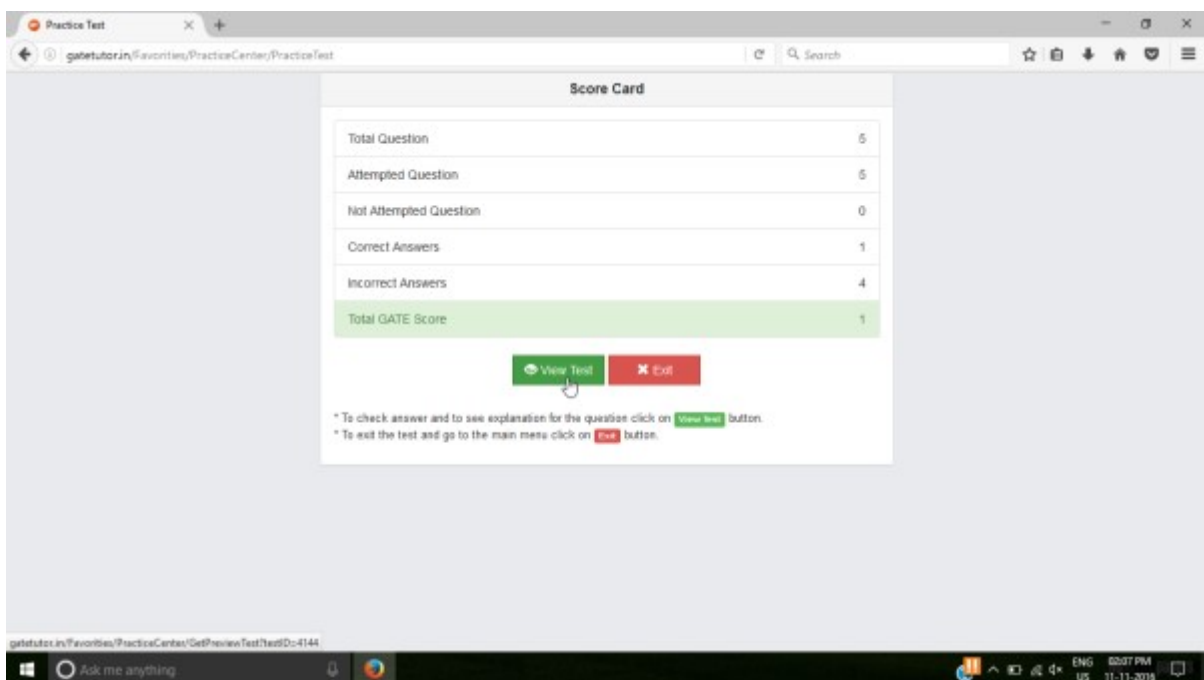 Practice Test
gatetutor.in/Favorities/PracticeCenter/PracticeTest
Search
Score Card
Total Question 5
Attempted Question 5
Not Attempted Question 0
Correct Answers 1
Incorrect Answers 4
Total GATE Score 1
View Test Exit
* To check answer and to see explanation for the question click on View Test button.
* To exit the test and go to the main menu click on Exit button.
gatetutor.in/Favorities/PracticeCenter/GetPreviewTest?testID=4144
Ask me anything
ENG 02:07 PM
US 11-11-2016